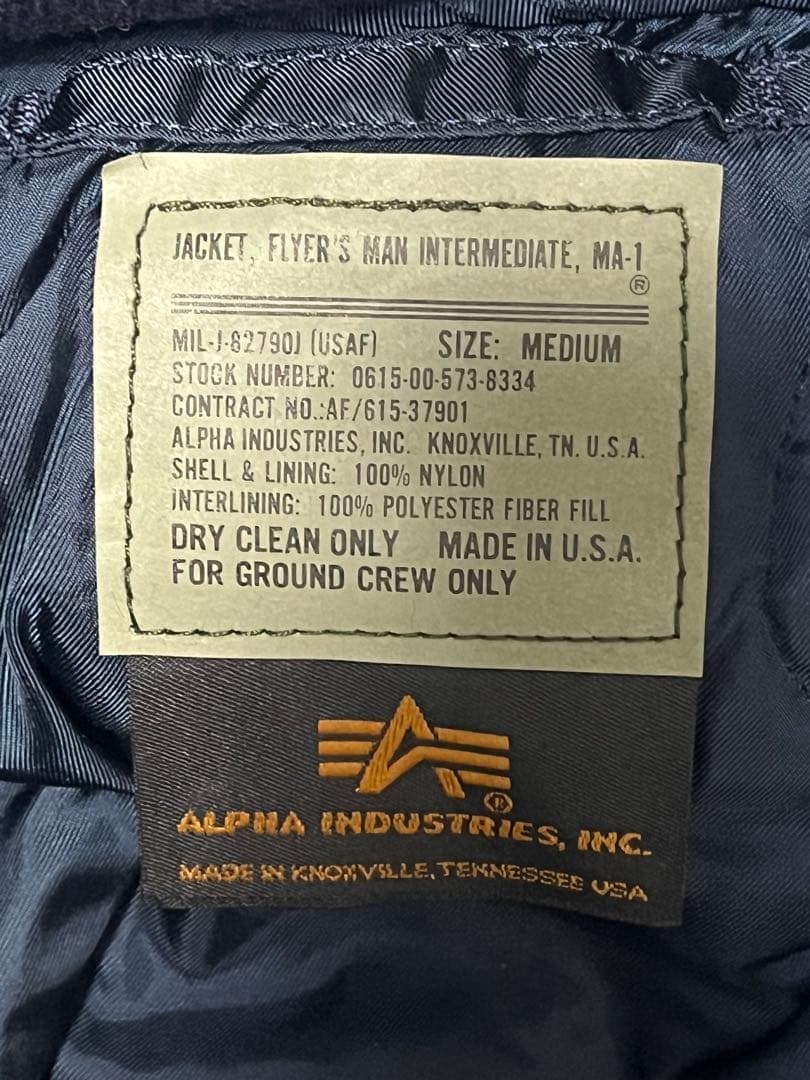 JACKET, FLYER'S MAN INTERMEDIATE, MA-1
®
MIL-J-82790J (USAF) SIZE: MEDIUM
STOCK NUMBER: 0615-00-573-8334
CONTRACT NO.:AF/615-37901
ALPHA INDUSTRIES, INC. KNOXVILLE, TN. U.S.A.
SHELL & LINING: 100% NYLON
INTERLINING: 100% POLYESTER FIBER FILL
DRY CLEAN ONLY MADE IN U.S.A.
FOR GROUND CREW ONLY
®
ALPHA INDUSTRIES, INC.
MADE IN KNOXVILLE, TENNESSEE USA